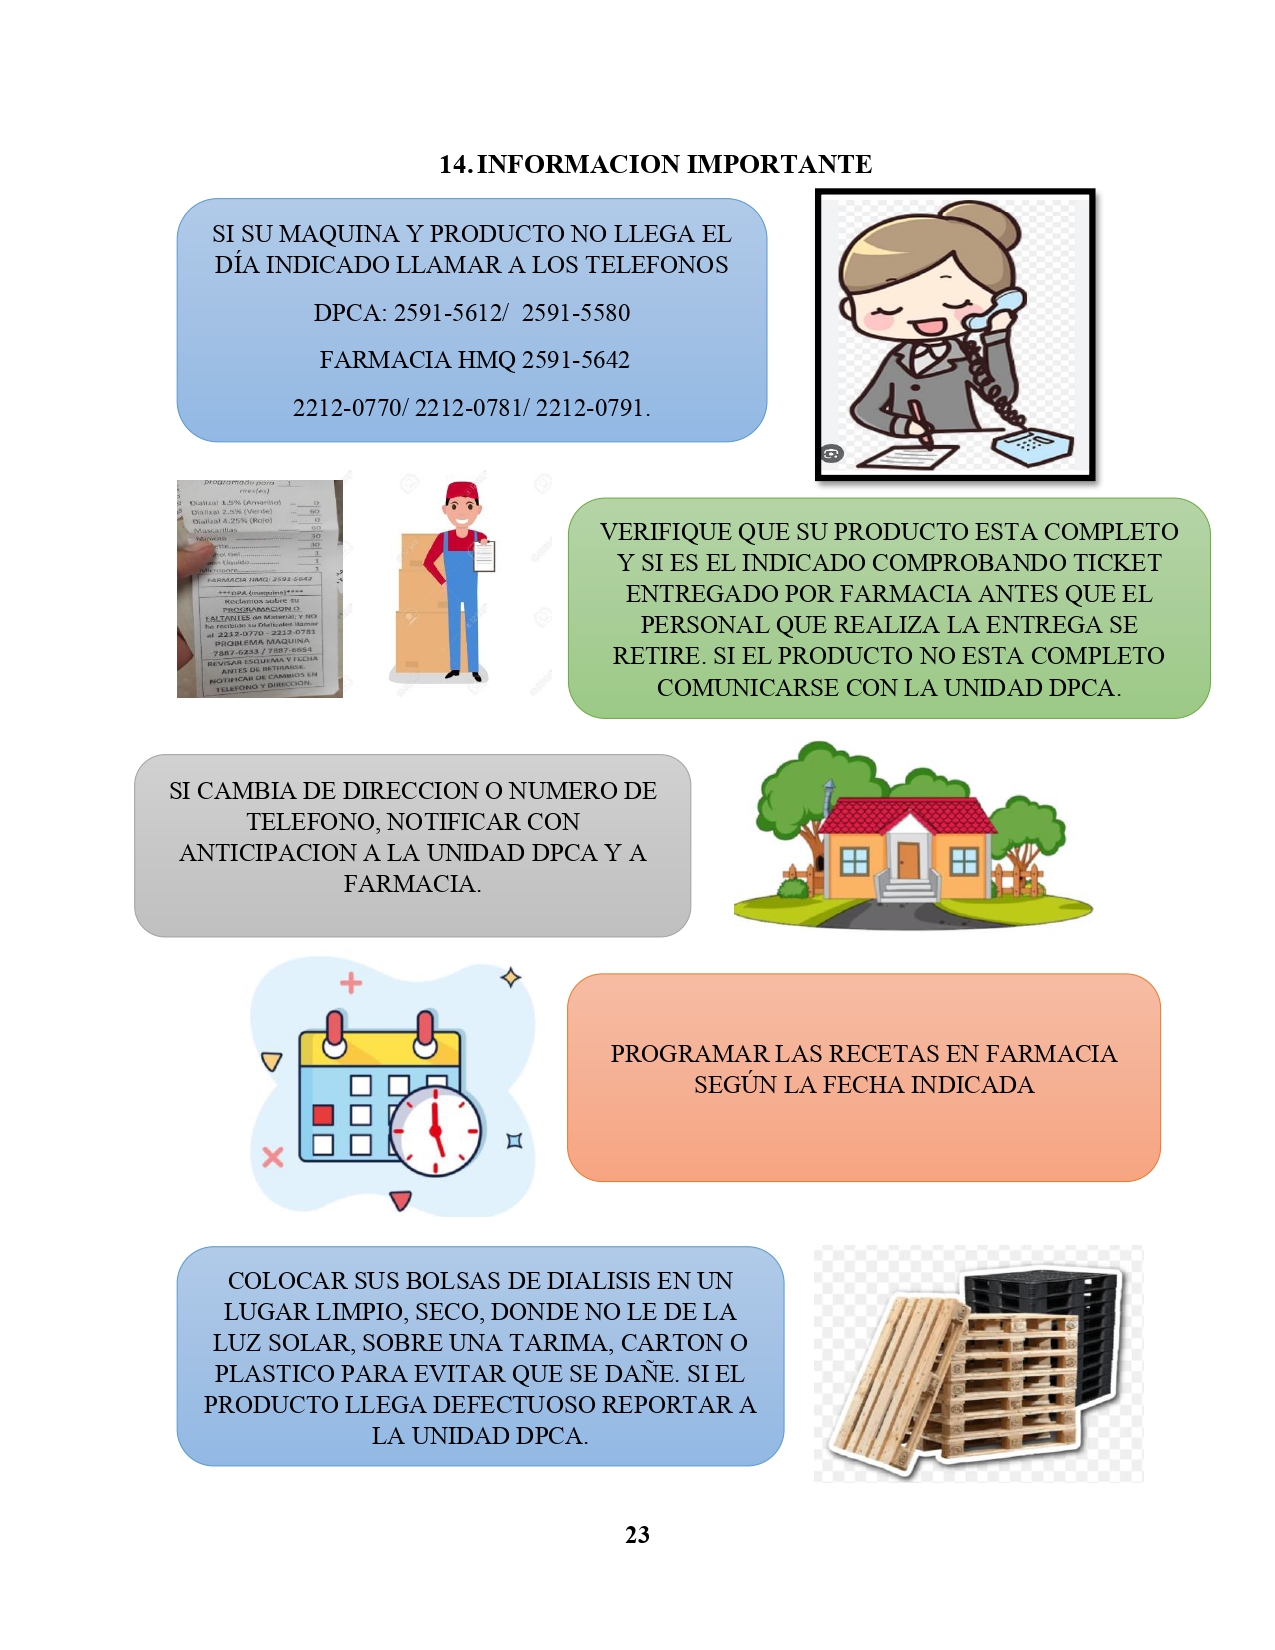 14. INFORMACION IMPORTANTE
SI SU MAQUINA Y PRODUCTO NO LLEGA EL
DÍA INDICADO LLAMAR A LOS TELEFONOS
DPCA: 2591-5612/ 2591-5580
FARMACIA HMQ 2591-5642
2212-0770/ 2212-0781/ 2212-0791.
programado para 1
mes(es)
Dializal 1.5% (Amarillo) 0
Dializal 2.5% (Verde) 60
Dializal 4.25% (Rojo) 0
Mascarillas 60
30
30
1
1
Micropore 1
FARMACIA HMQ: 2591-5642
***DPA (maquina)****
Reclamos sobre su
PROGRAMACION O
FALTANTES de Material, Y NO
ha recibido su Dializales llamar
al 2212-0770 - 2212-0781
PROBLEMA MAQUINA
7887-6233 / 7887-6654
REVISAR ESQUEMA Y FECHA
ANTES DE RETIRARSE.
NOTIFICAR DE CAMBIOS EN
TELEFONO Y DIRECCIÓN.
VERIFIQUE QUE SU PRODUCTO ESTA COMPLETO
Y SI ES EL INDICADO COMPROBANDO TICKET
ENTREGADO POR FARMACIA ANTES QUE EL
PERSONAL QUE REALIZA LA ENTREGA SE
RETIRE. SI EL PRODUCTO NO ESTA COMPLETO
COMUNICARSE CON LA UNIDAD DPCA.
SI CAMBIA DE DIRECCION O NUMERO DE
TELEFONO, NOTIFICAR CON
ANTICIPACION A LA UNIDAD DPCA Y A
FARMACIA.
PROGRAMAR LAS RECETAS EN FARMACIA
SEGÚN LA FECHA INDICADA
COLOCAR SUS BOLSAS DE DIALISIS EN UN
LUGAR LIMPIO, SECO, DONDE NO LE DE LA
LUZ SOLAR, SOBRE UNA TARIMA, CARTON O
PLASTICO PARA EVITAR QUE SE DAÑE. SI EL
PRODUCTO LLEGA DEFECTUOSO REPORTAR A
LA UNIDAD DPCA.
23